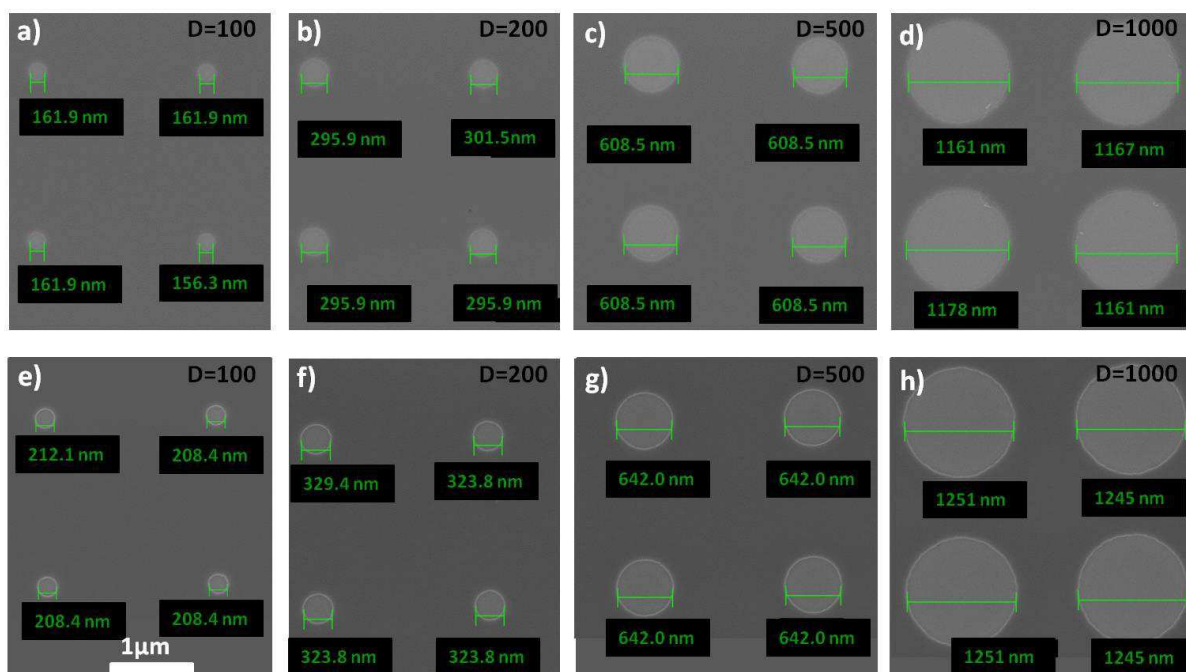 a) D=100
161.9 nm 161.9 nm
161.9 nm 156.3 nm
b) D=200
295.9 nm 301.5nm
295.9 nm 295.9 nm
c) D=500
608.5 nm 608.5 nm
608.5 nm 608.5 nm
d) D=1000
1161 nm 1167 nm
1178 nm 1161 nm
e) D=100
212.1 nm 208.4 nm
208.4 nm 208.4 nm
1µm
f) D=200
329.4 nm 323.8 nm
323.8 nm 323.8 nm
g) D=500
642.0 nm 642.0 nm
642.0 nm 642.0 nm
h) D=1000
1251 nm 1245 nm
1251 nm 1245 nm